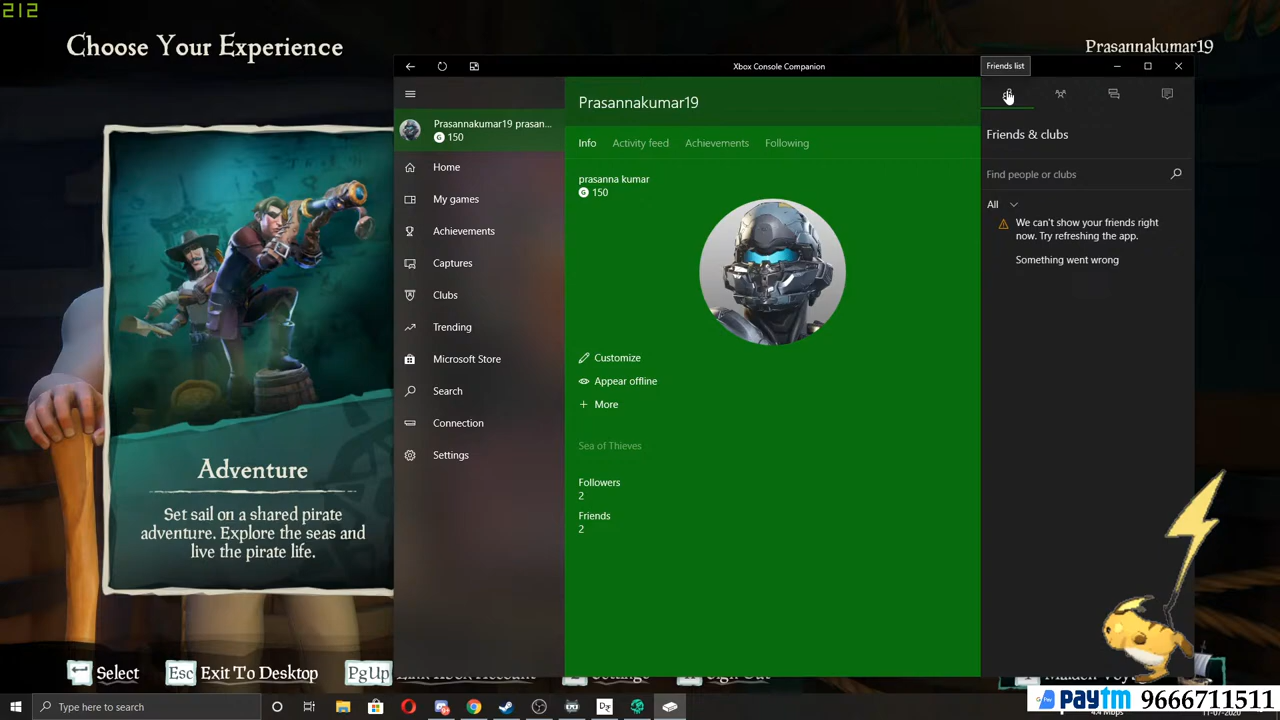 212
Choose Your Experience
Prasannakumar19
Xbox Console Companion
Friends list
Prasannakumar19 prasan...
G 150
Home
My games
Achievements
Captures
Clubs
Trending
Microsoft Store
Search
Connection
Settings
Prasannakumar19
Info Activity feed Achievements Following
prasanna kumar
G 150
Customize
Appear offline
More
Sea of Thieves
Followers
2
Friends
2
Friends & clubs
Find people or clubs
All
We can't show your friends right
now. Try refreshing the app.
Something went wrong
Adventure
Set sail on a shared pirate
adventure. Explore the seas and
live the pirate life.
Select Esc Exit To Desktop PgUp
Type here to search
paytm 9666711511